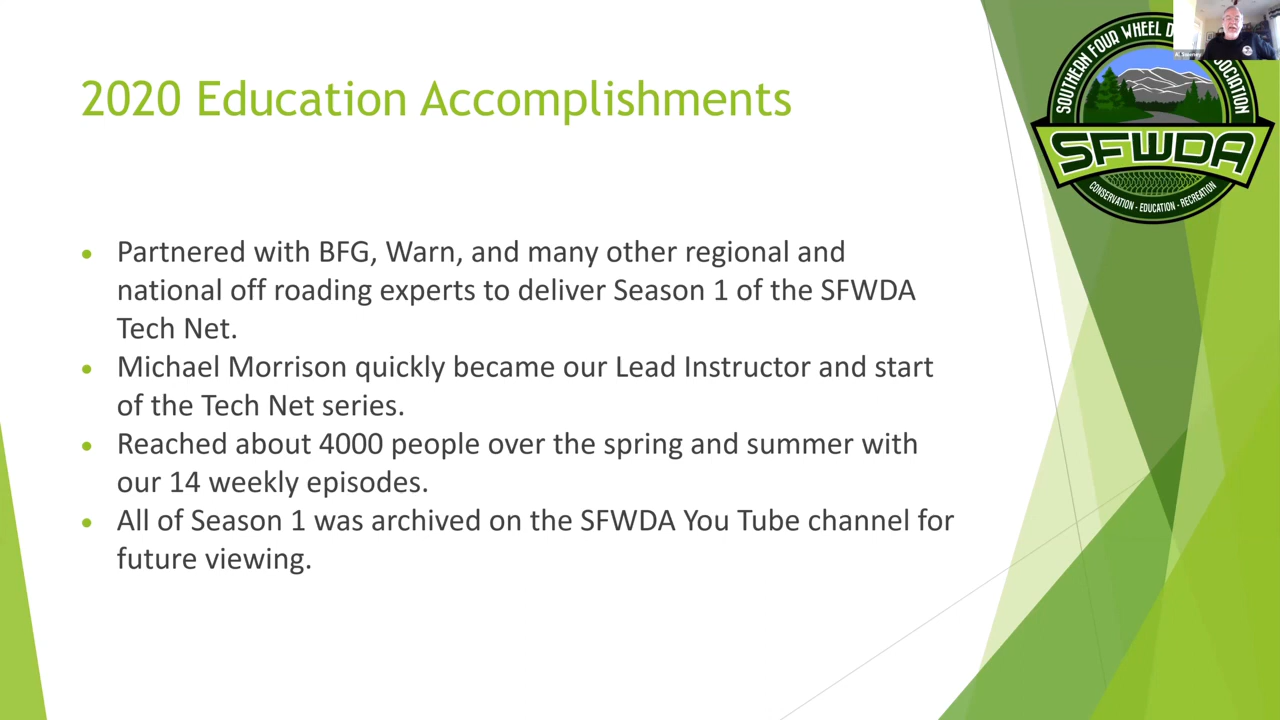 2020 Education Accomplishments
SOUTHERN FOUR WHEEL
SFWDA
CONSERVATION - EDUCATION - RECREATION
• Partnered with BFG, Warn, and many other regional and
national off roading experts to deliver Season 1 of the SFWDA
Tech Net.
• Michael Morrison quickly became our Lead Instructor and start
of the Tech Net series.
• Reached about 4000 people over the spring and summer with
our 14 weekly episodes.
• All of Season 1 was archived on the SFWDA You Tube channel for
future viewing.